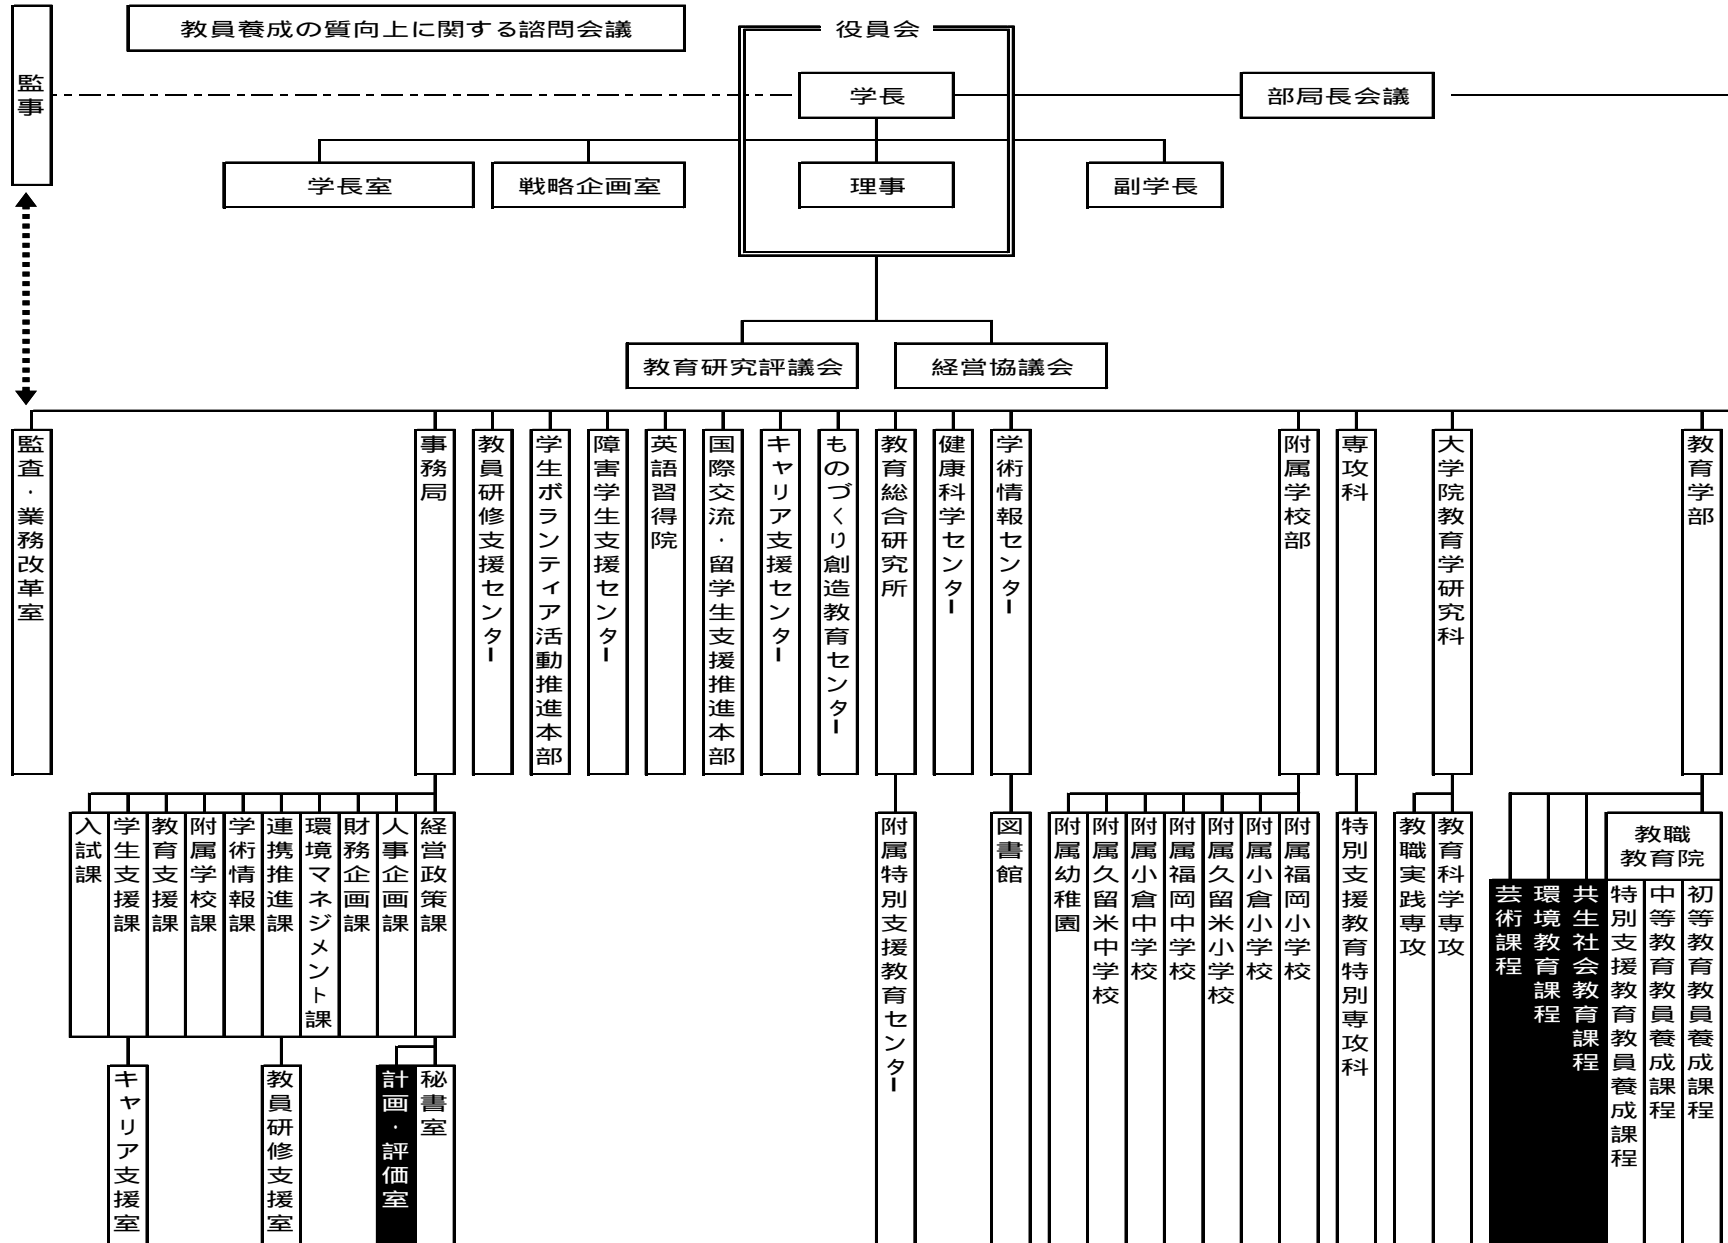 教員養成の質向上に関する諮問会議
役員会
監事
学長
部局長会議
学長室
戦略企画室
理事
副学長
教育研究評議会
経営協議会
監査・業務改革室
事務局
教員研修支援センター
学生ボランティア活動推進本部
障害学生支援センター
英語習得院
国際交流・留学生支援推進本部
キャリア支援センター
ものづくり創造教育センター
教育総合研究所
健康科学センター
学術情報センター
附属学校部
専攻科
大学院教育学研究科
教育学部
入試課
学生支援課
教育支援課
附属学校課
学術情報課
連携推進課
環境マネジメント課
財務企画課
人事企画課
経営政策課
附属特別支援教育センター
図書館
附属幼稚園
附属久留米中学校
附属小倉中学校
附属福岡中学校
附属久留米小学校
附属小倉小学校
附属福岡小学校
特別支援教育特別専攻科
教職実践専攻
教育科学専攻
教職
教育院
芸術課程
環境教育課程
共生社会教育課程
特別支援教育教員養成課程
中等教育教員養成課程
初等教育教員養成課程
キャリア支援室
教員研修支援室
計画・評価室
秘書室